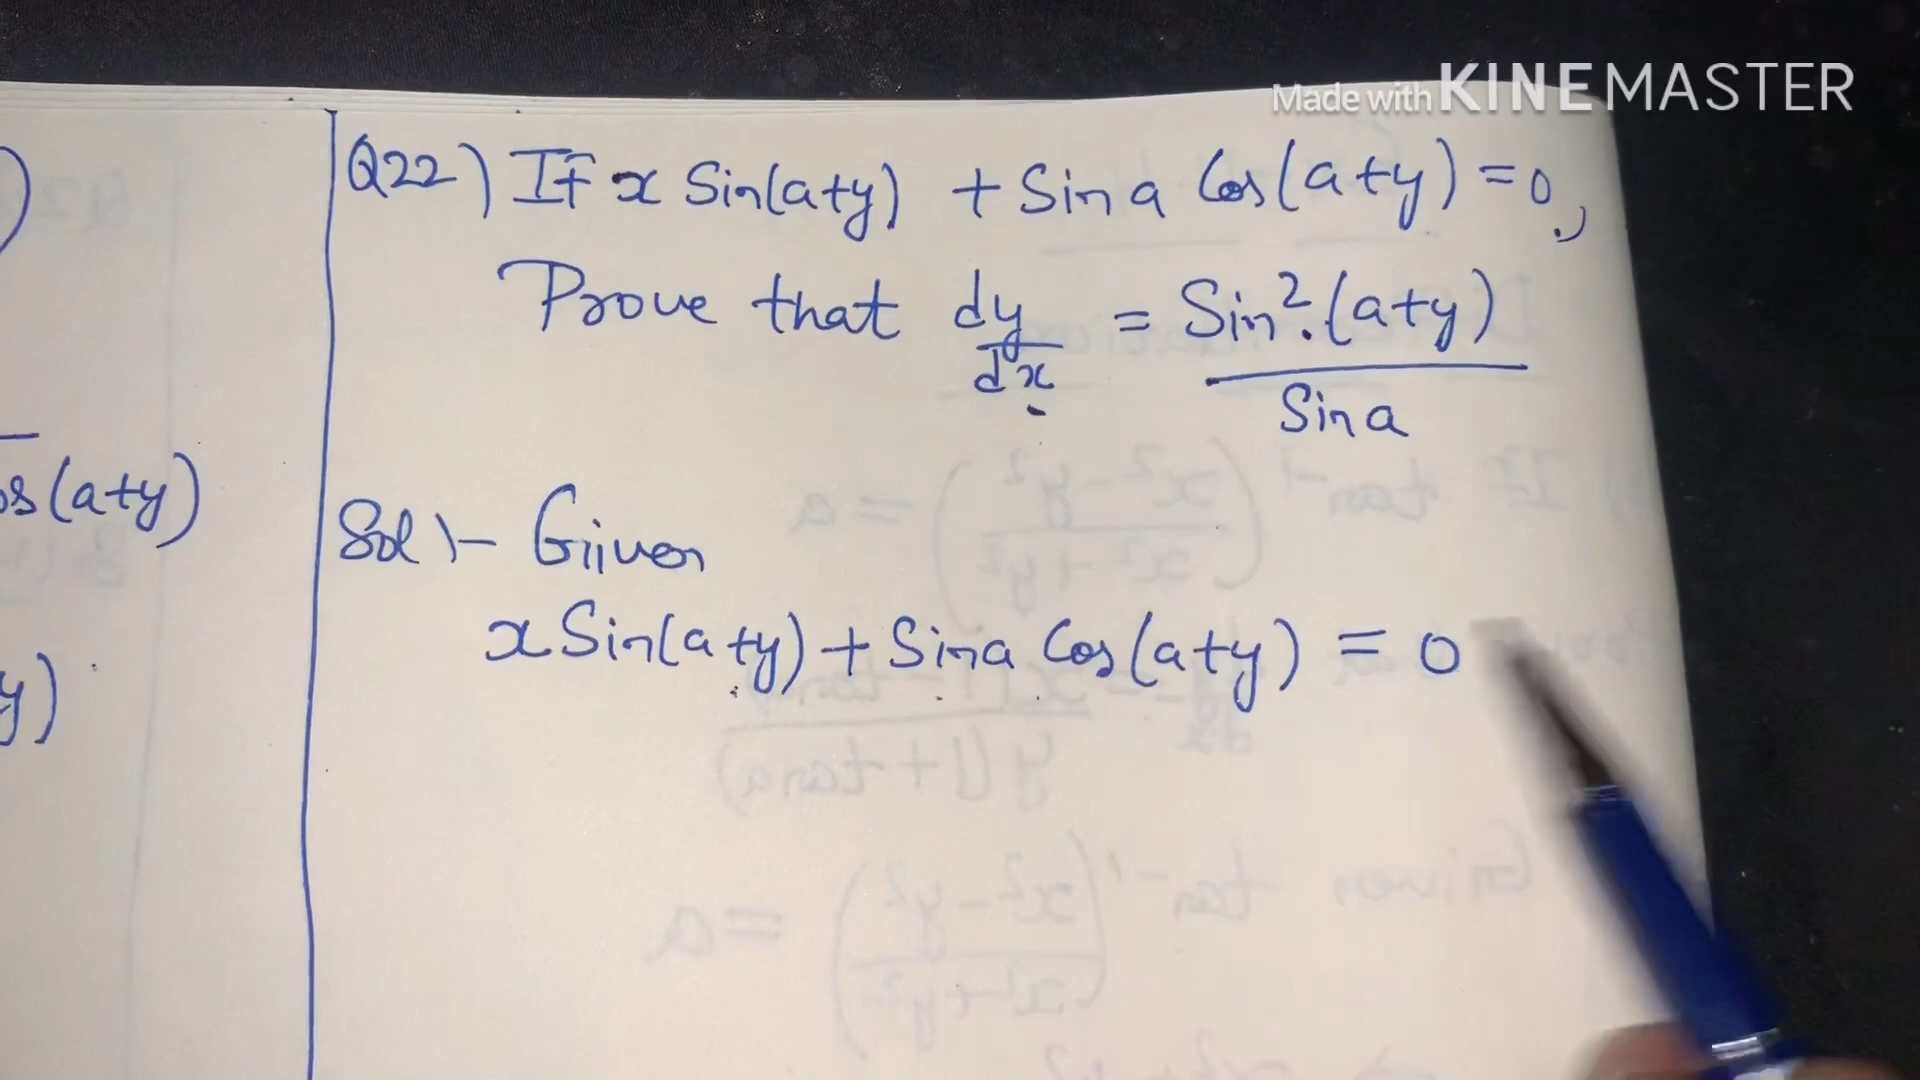 Made with KINEMASTER
Q22) If x Sin(a+y) + Sin a Cos(a+y) = 0,
Prove that dy/dx = Sin².(a+y)/Sin a
os(a+y)
Sol:- Given
x Sin(a+y) + Sin a Cos(a+y) = 0
y)